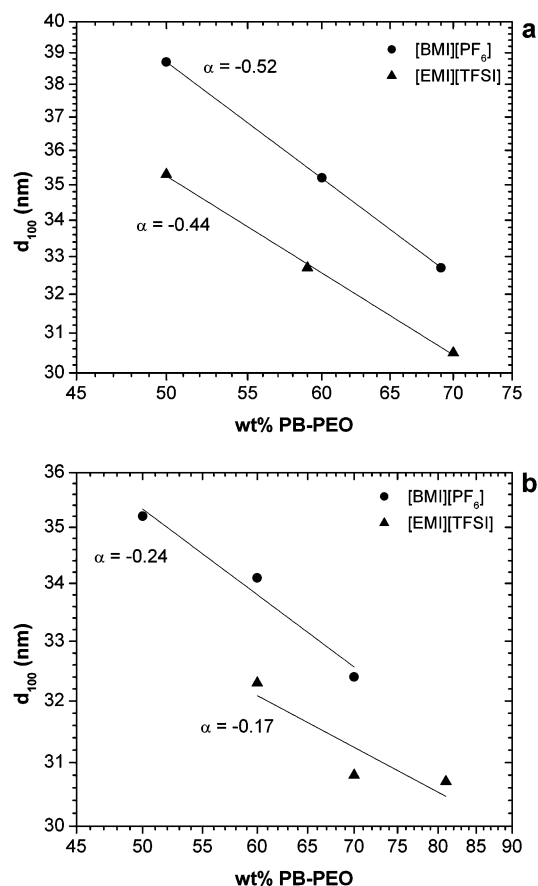 a
[BMI][PF6]
[EMI][TFSI]
α = -0.52
α = -0.44
d100 (nm)
39
38
37
36
35
34
33
32
31
30
45 50 55 60 65 70 75
wt% PB-PEO
b
[BMI][PF6]
[EMI][TFSI]
α = -0.24
α = -0.17
d100 (nm)
36
35
34
33
32
31
30
45 50 55 60 65 70 75 80 85 90
wt% PB-PEO